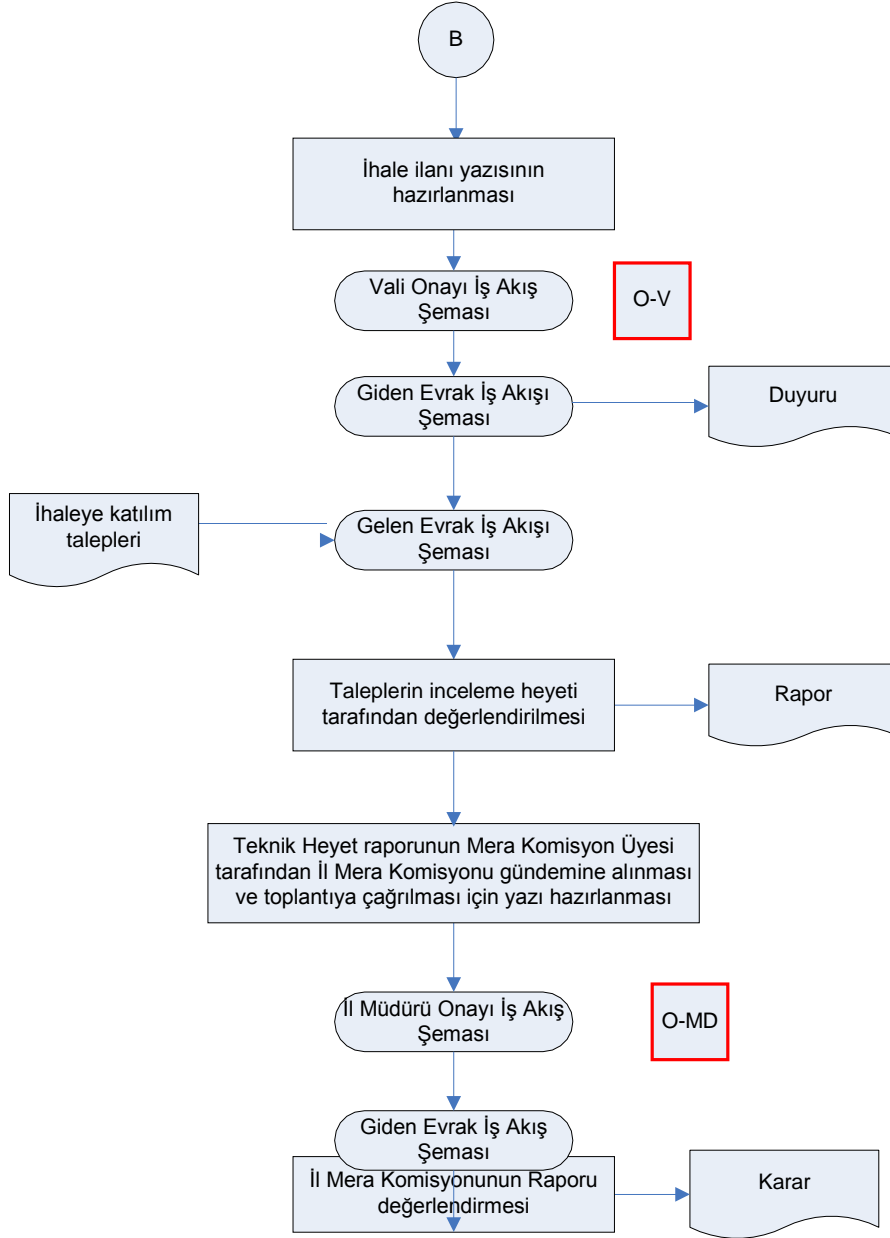 B
İhale ilanı yazısının
hazırlanması
Vali Onayı İş Akış
Şeması
O-V
Giden Evrak İş Akışı
Şeması
Duyuru
İhaleye katılım
talepleri
Gelen Evrak İş Akışı
Şeması
Taleplerin inceleme heyeti
tarafından değerlendirilmesi
Rapor
Teknik Heyet raporunun Mera Komisyon Üyesi
tarafından İl Mera Komisyonu gündemine alınması
ve toplantıya çağrılması için yazı hazırlanması
İl Müdürü Onayı İş Akış
Şeması
O-MD
Giden Evrak İş Akış
Şeması
İl Mera Komisyonunun Raporu
değerlendirmesi
Karar